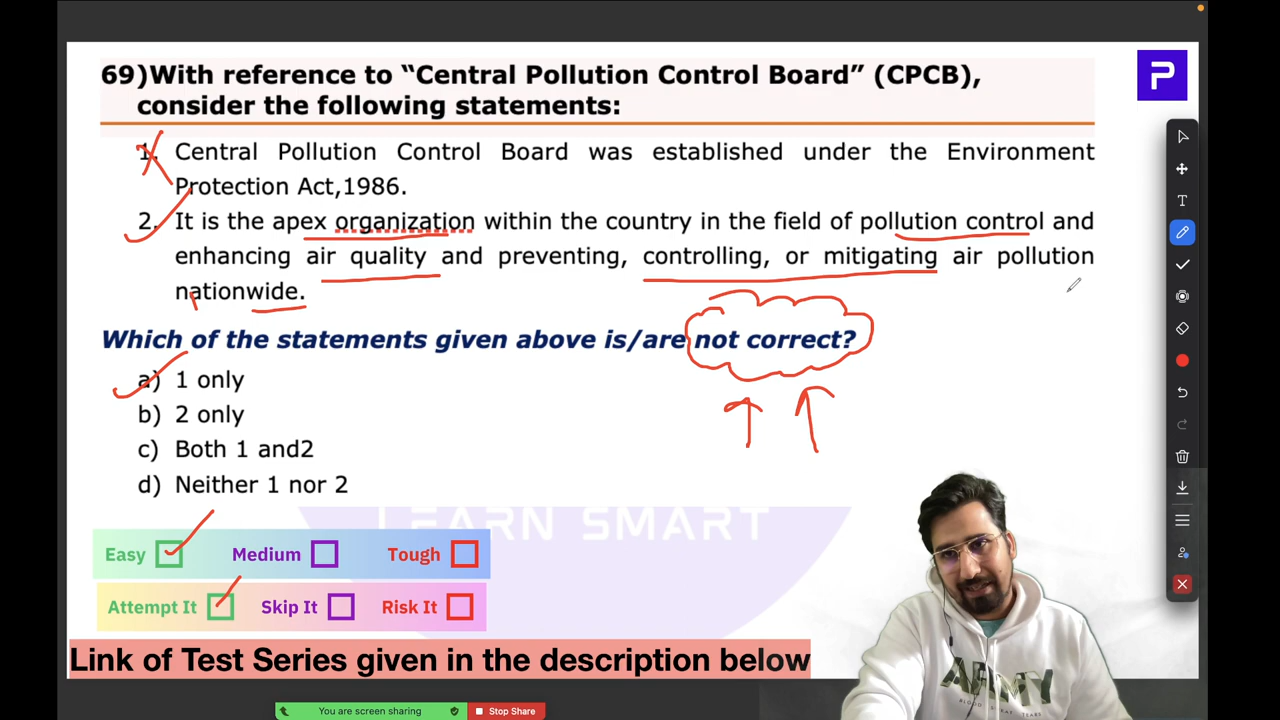 69)With reference to “Central Pollution Control Board” (CPCB),
consider the following statements:
1. Central Pollution Control Board was established under the Environment
Protection Act,1986.
2. It is the apex organization within the country in the field of pollution control and
enhancing air quality and preventing, controlling, or mitigating air pollution
nationwide.
Which of the statements given above is/are not correct?
a) 1 only
b) 2 only
c) Both 1 and2
d) Neither 1 nor 2
LEARN SMART
Easy Medium Tough
Attempt It Skip It Risk It
Link of Test Series given in the description below
ARMY
You are screen sharing Stop Share